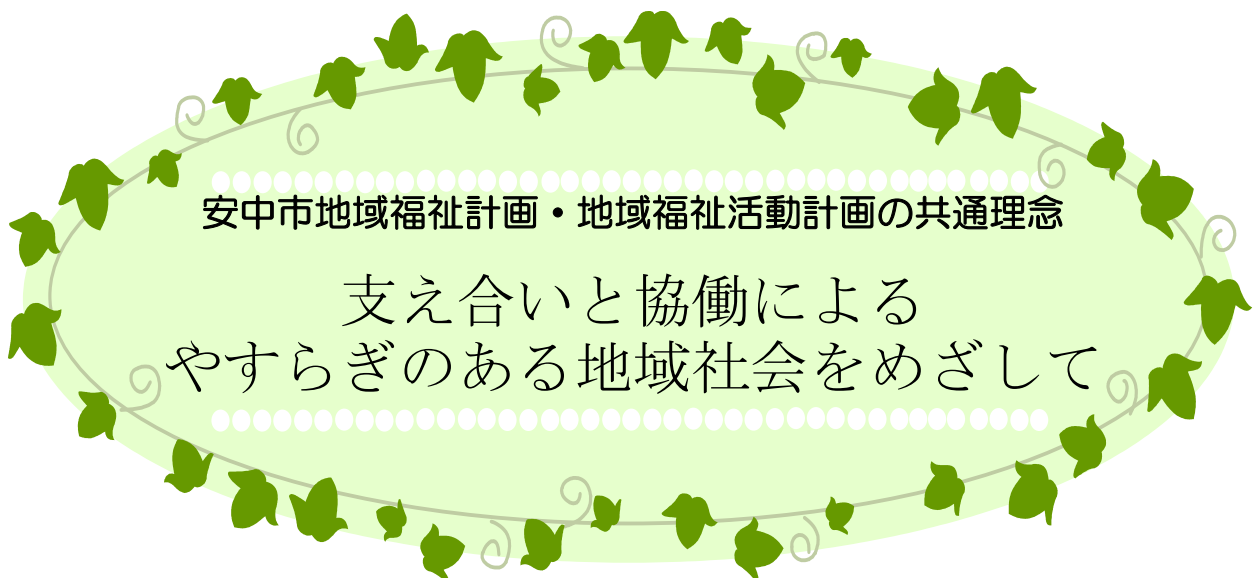 安中市地域福祉計画・地域福祉活動計画の共通理念
支え合いと協働による
やすらぎのある地域社会をめざして